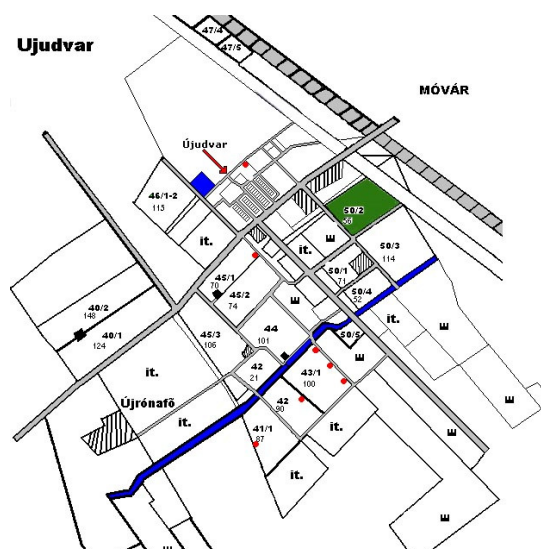 47/4
47/5
Ujudvar
MÓVÁR
Újudvar
46/1-2
113
it.
50/2
56
50/3
114
it.
E
50/1
71
50/4
52
45/1
70
45/2
74
E
40/2
148
40/1
124
45/3
106
44
101
50/5
it.
E
E
it.
42
21
43/1
100
Újrónafő
it.
42
90
E
41/1
87
it.
it.
E
E
E